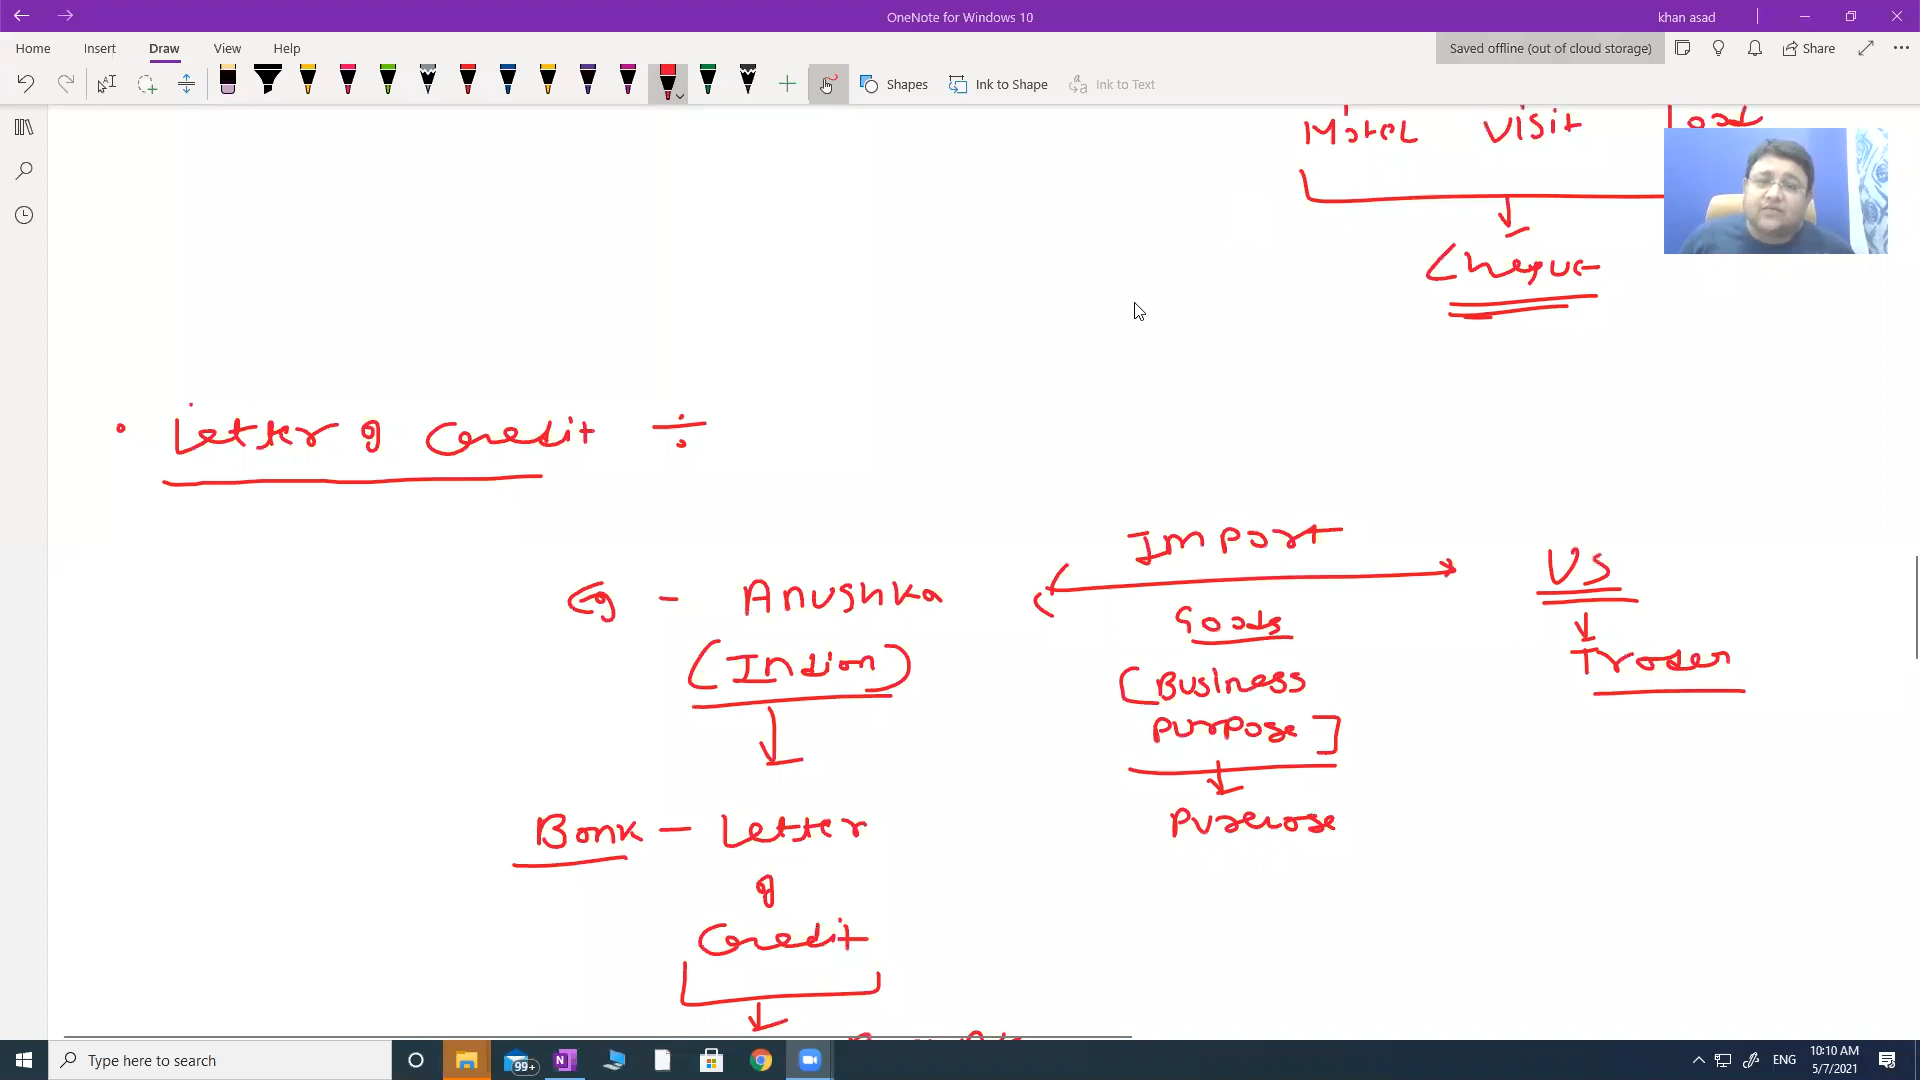 OneNote for Windows 10
khan asad
Home Insert Draw View Help
Saved offline (out of cloud storage)
Share
Shapes
Ink to Shape
Ink to Text
Motel Visit
Cheque
• Letter of Credit ÷
Import
US
Eg - Anushka
Goods
(Indian)
Trader
[Business
Purpose]
Bank - Letter
Purchase
of
Credit
Type here to search
99+
ENG
10:10 AM
5/7/2021